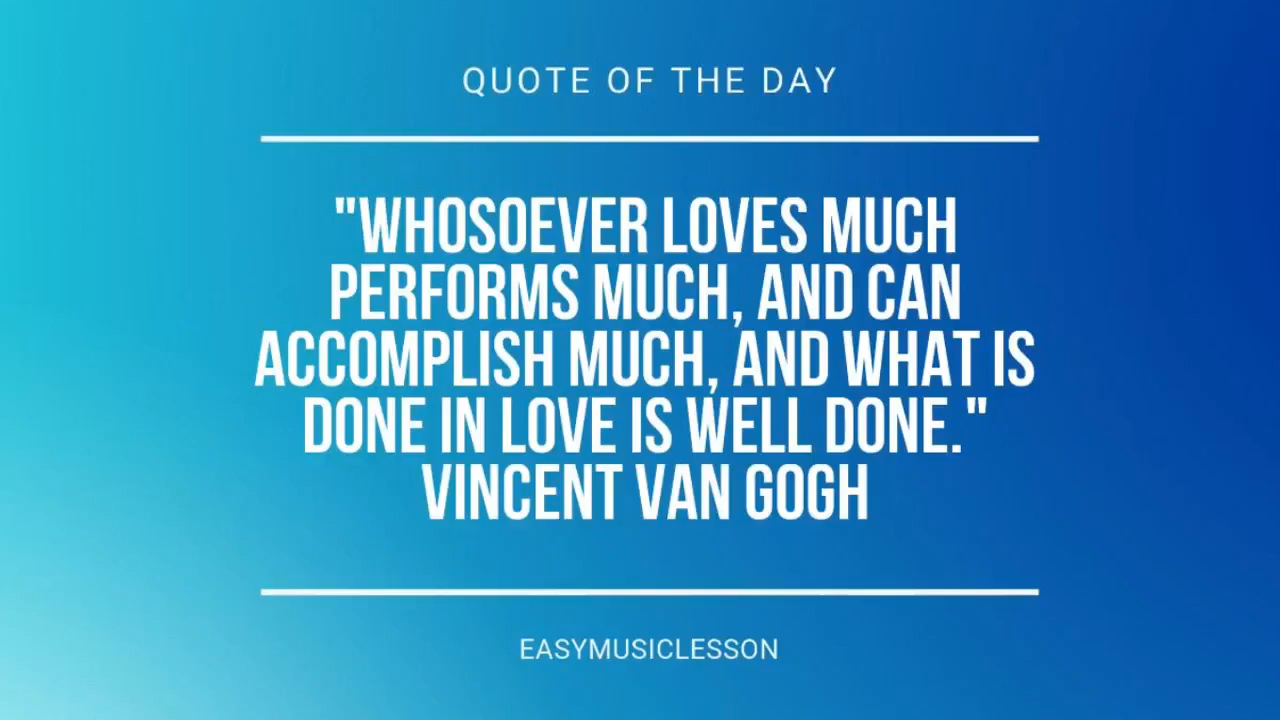 QUOTE OF THE DAY
"WHOSOEVER LOVES MUCH
PERFORMS MUCH, AND CAN
ACCOMPLISH MUCH, AND WHAT IS
DONE IN LOVE IS WELL DONE."
VINCENT VAN GOGH
EASYMUSICLESSON